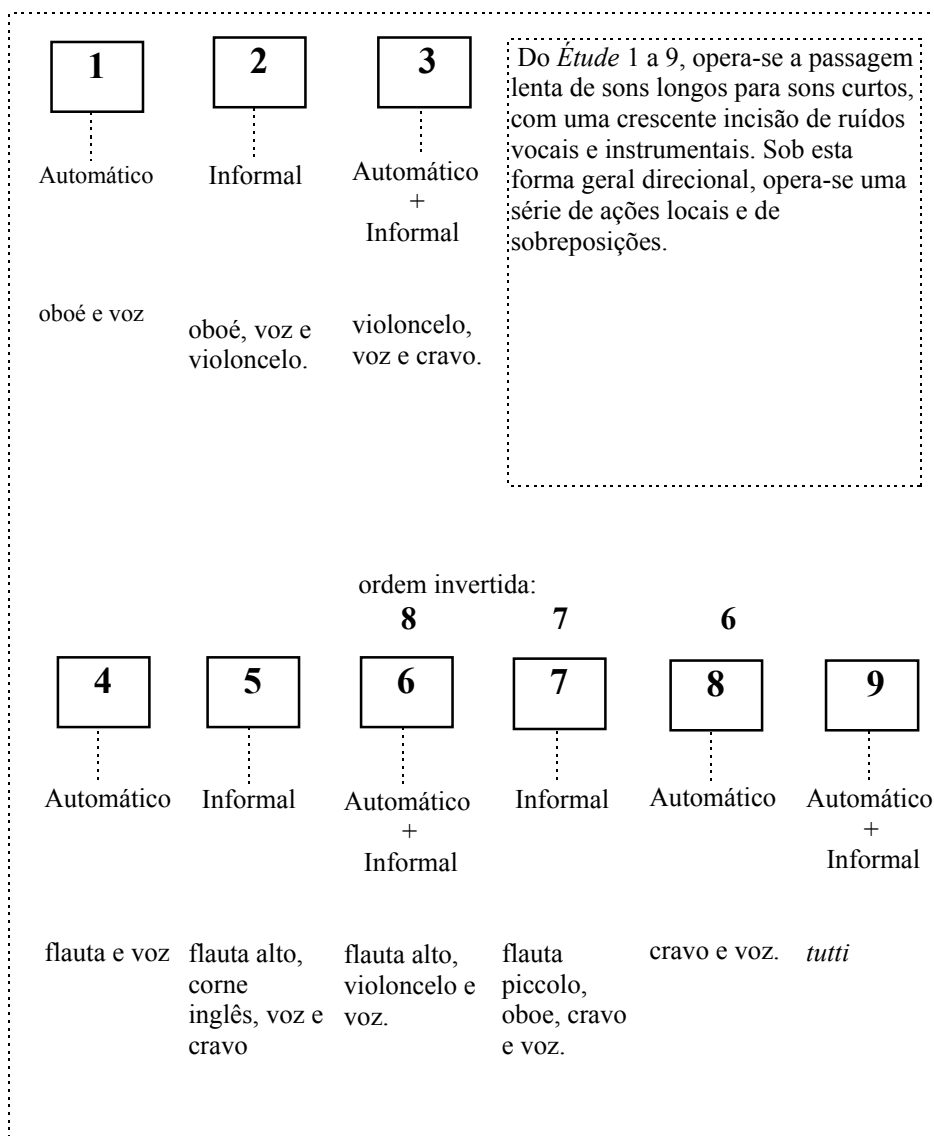 1
2
3
Automático
Informal
Automático
+
Informal
oboé e voz
oboé, voz e
violoncelo.
violoncelo,
voz e cravo.
Do Étude 1 a 9, opera-se a passagem
lenta de sons longos para sons curtos,
com uma crescente incisão de ruídos
vocais e instrumentais. Sob esta
forma geral direcional, opera-se uma
série de ações locais e de
sobreposições.
ordem invertida:
8
7
6
4
5
6
7
8
9
Automático
Informal
Automático
+
Informal
Informal
Automático
Automático
+
Informal
flauta e voz
flauta alto,
corne
inglês, voz e
cravo
flauta alto,
violoncelo e
voz.
flauta
piccolo,
oboe, cravo
e voz.
cravo e voz.
tutti